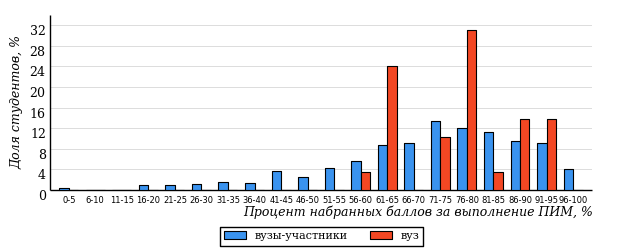 Доля студентов, %
32
28
24
20
16
12
8
4
0
0-5 6-10 11-15 16-20 21-25 26-30 31-35 36-40 41-45 46-50 51-55 56-60 61-65 66-70 71-75 76-80 81-85 86-90 91-95 96-100
Процент набранных баллов за выполнение ПИМ, %
вузы-участники вуз